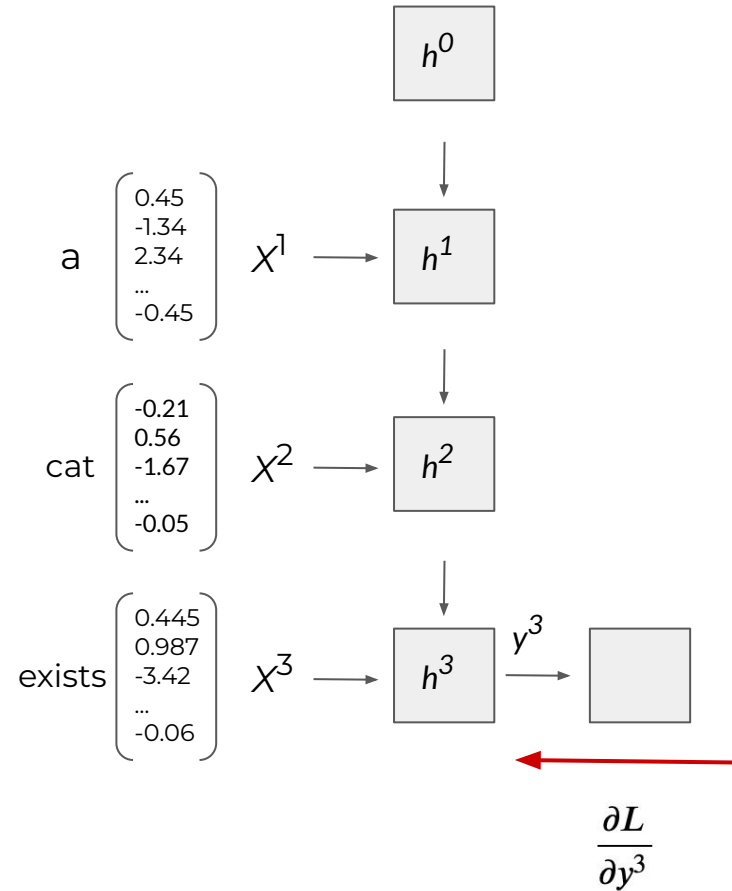 h⁰
0.45
-1.34
2.34
...
-0.45
a
X¹
h¹
-0.21
0.56
-1.67
...
-0.05
cat
X²
h²
0.445
0.987
-3.42
...
-0.06
exists
X³
h³
y³
∂L
∂y³